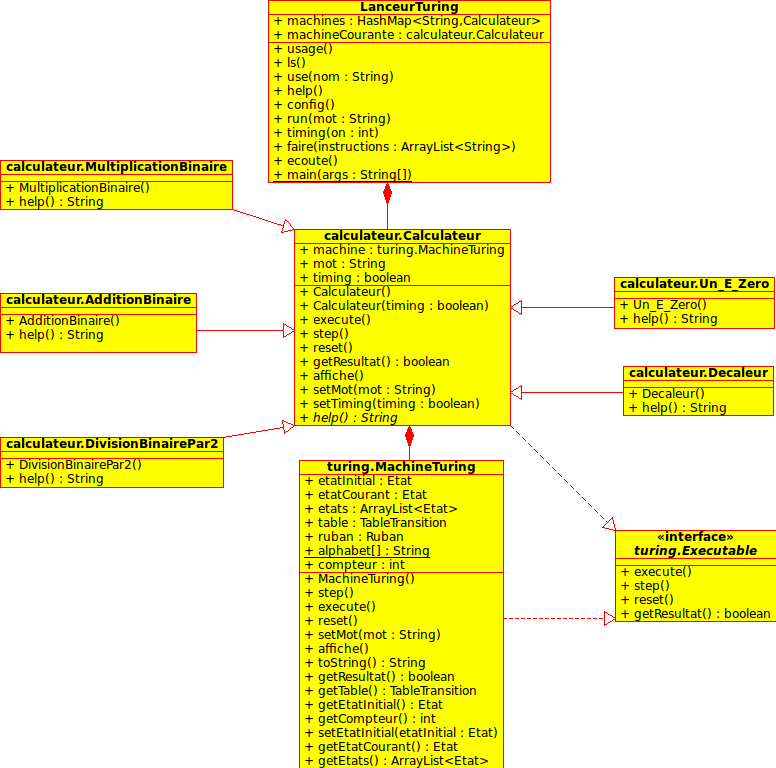 LanceurTuring
+ machines : HashMap<String,Calculateur>
+ machineCourante : calculateur.Calculateur
+ usage()
+ ls()
+ use(nom : String)
+ help()
+ config()
+ run(mot : String)
+ timing(on : int)
+ faire(instructions : ArrayList<String>)
+ ecoute()
+ main(args : String[])
calculateur.MultiplicationBinaire
+ MultiplicationBinaire()
+ help() : String
calculateur.Calculateur
+ machine : turing.MachineTuring
+ mot : String
+ timing : boolean
+ Calculateur()
+ Calculateur(timing : boolean)
+ execute()
+ step()
+ reset()
+ getResultat() : boolean
+ affiche()
+ setMot(mot : String)
+ setTiming(timing : boolean)
+ help() : String
calculateur.AdditionBinaire
+ AdditionBinaire()
+ help() : String
calculateur.Un_E_Zero
+ Un_E_Zero()
+ help() : String
calculateur.Decaleur
+ Decaleur()
+ help() : String
calculateur.DivisionBinairePar2
+ DivisionBinairePar2()
+ help() : String
turing.MachineTuring
+ etatInitial : Etat
+ etatCourant : Etat
+ etats : ArrayList<Etat>
+ table : TableTransition
+ ruban : Ruban
+ alphabet[] : String
+ compteur : int
+ MachineTuring()
+ step()
+ execute()
+ reset()
+ setMot(mot : String)
+ affiche()
+ toString() : String
+ getResultat() : boolean
+ getTable() : TableTransition
+ getEtatInitial() : Etat
+ getCompteur() : int
+ setEtatInitial(etatInitial : Etat)
+ getEtatCourant() : Etat
+ getEtats() : ArrayList<Etat>
«interface»
turing.Executable
+ execute()
+ step()
+ reset()
+ getResultat() : boolean